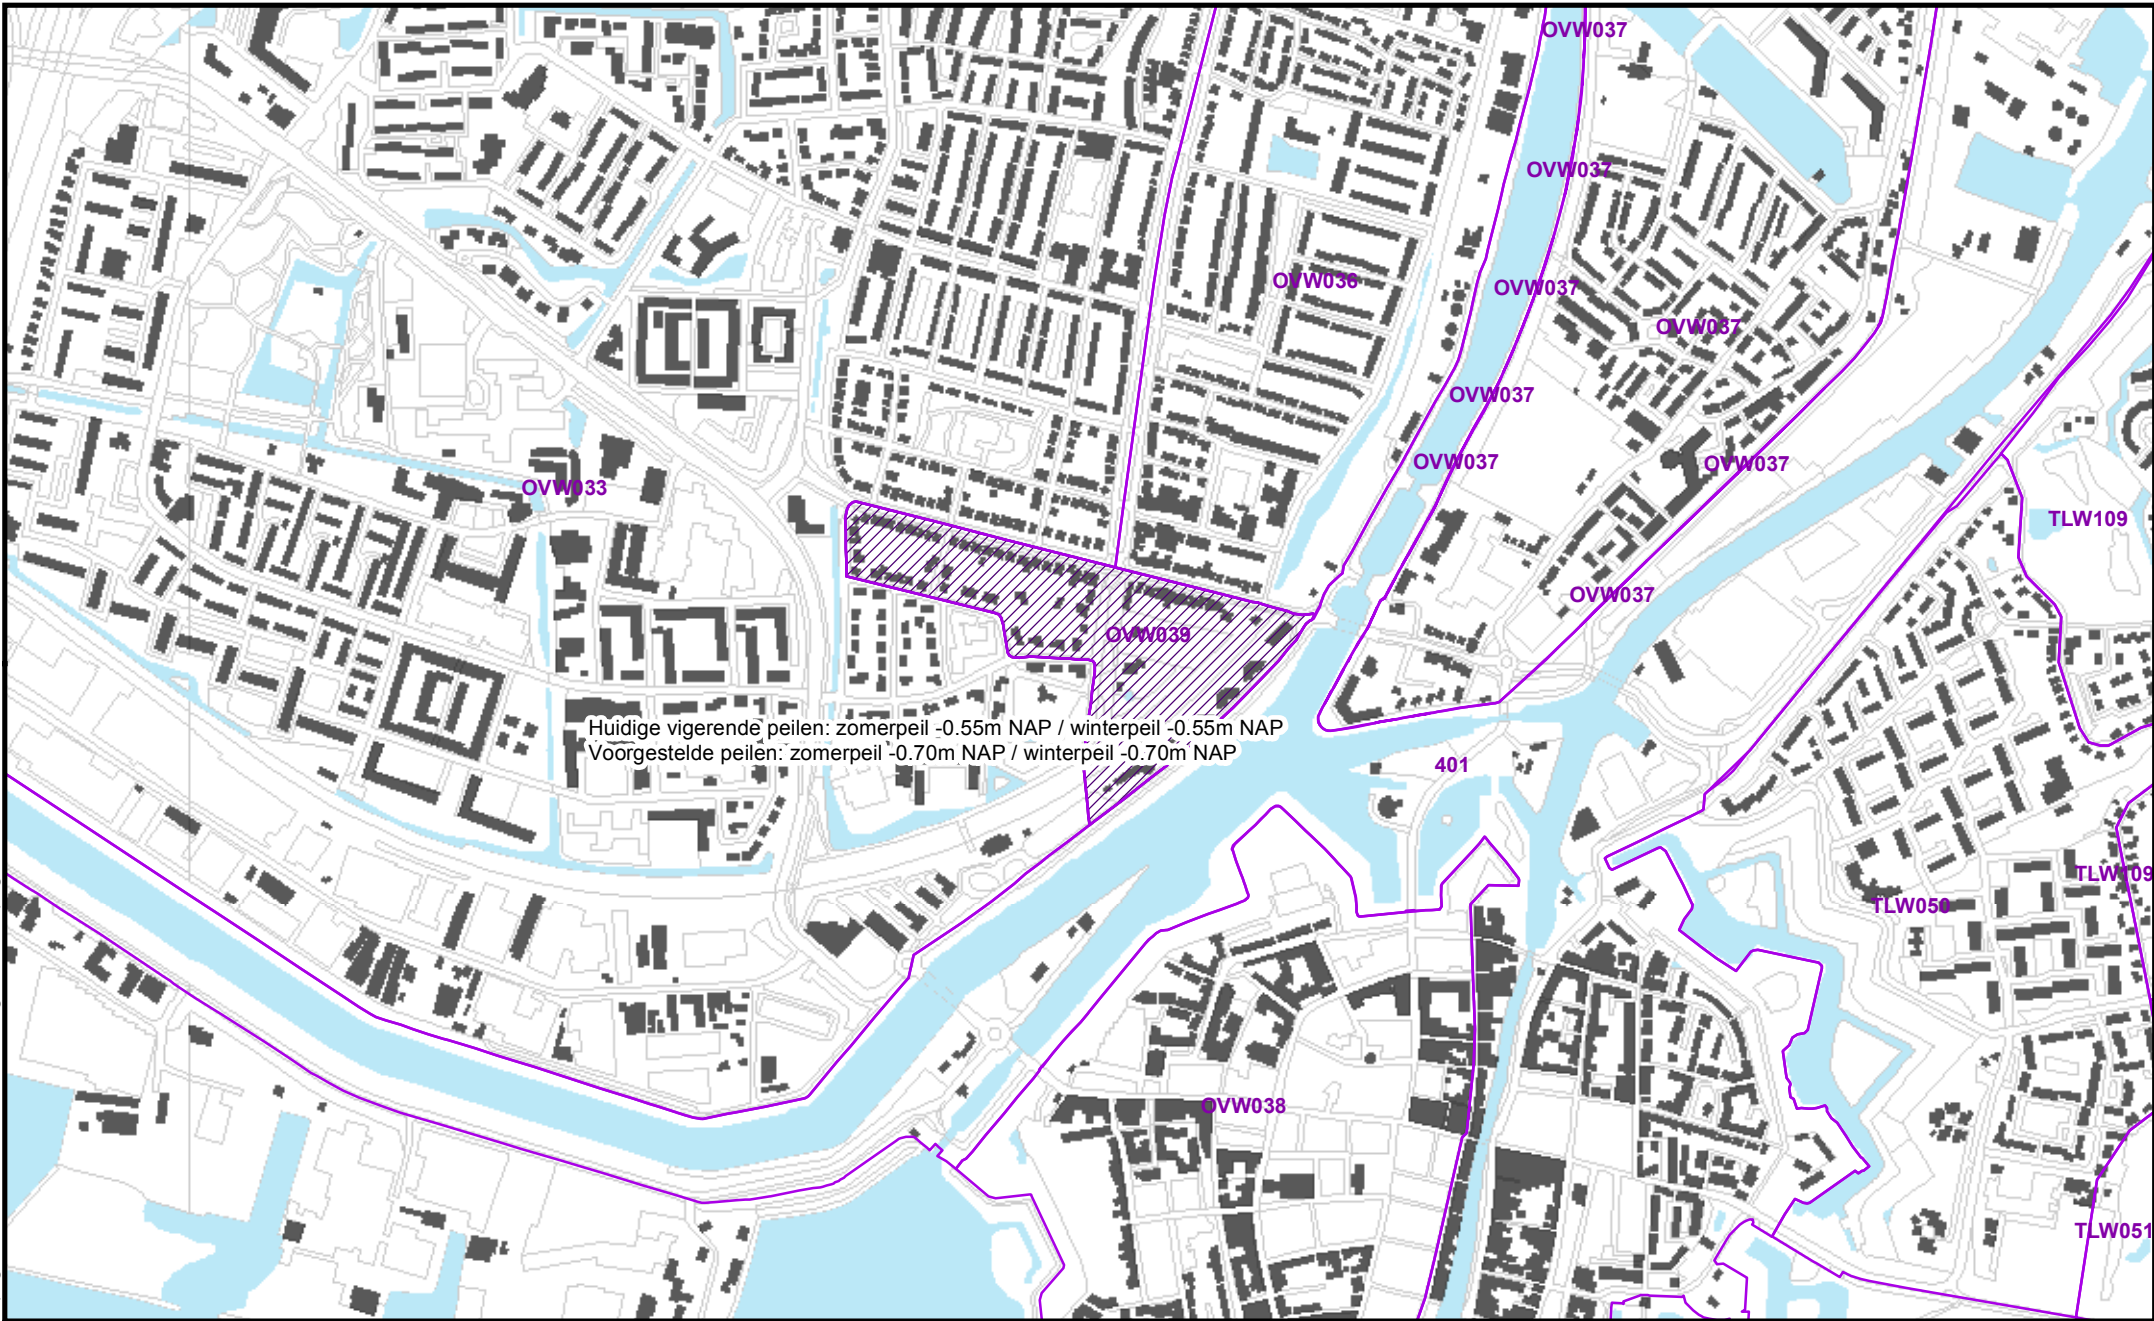 OVW037
OVW037
OVW036
OVW037
OVW037
OVW037
OVW037
OVW037
OVW033
TLW109
OVW037
OVW039
Huidige vigerende peilen: zomerpeil -0.55m NAP / winterpeil -0.55m NAP
Voorgestelde peilen: zomerpeil -0.70m NAP / winterpeil -0.70m NAP
401
TLW109
TLW050
OVW038
TLW051